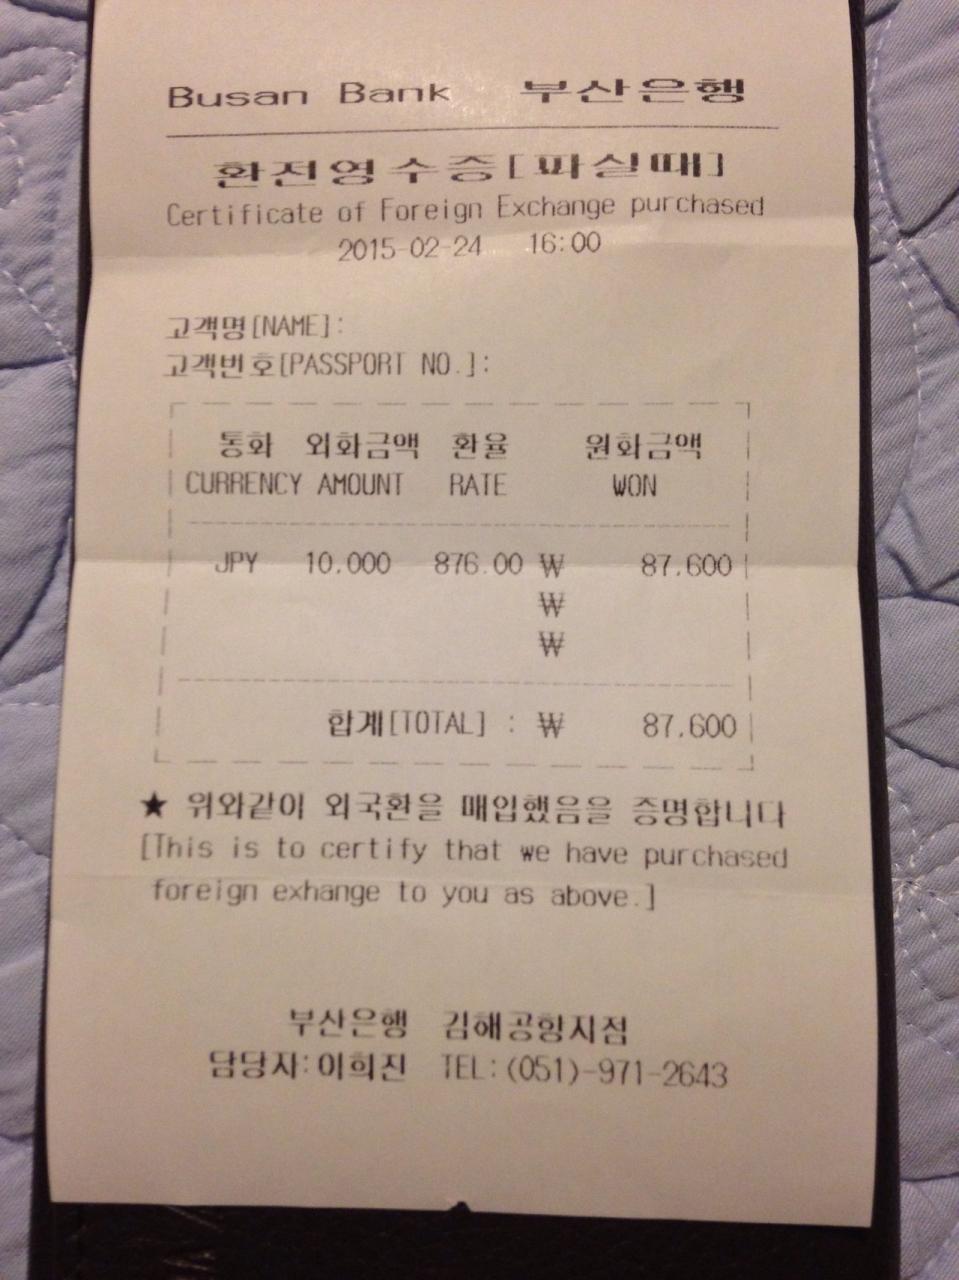 Busan Bank 부산은행
환전영수증[파실때]
Certificate of Foreign Exchange purchased
2015-02-24 16:00
고객명[NAME]:
고객번호[PASSPORT NO.]:
통화 외화금액 환율 원화금액
CURRENCY AMOUNT RATE WON
JPY 10,000 876.00 ₩ 87,600
₩
₩
합계[TOTAL] : ₩ 87,600
★ 위와같이 외국환을 매입했음을 증명합니다
[This is to certify that we have purchased
foreign exhange to you as above.]
부산은행 김해공항지점
담당자:이희진 TEL:(051)-971-2643